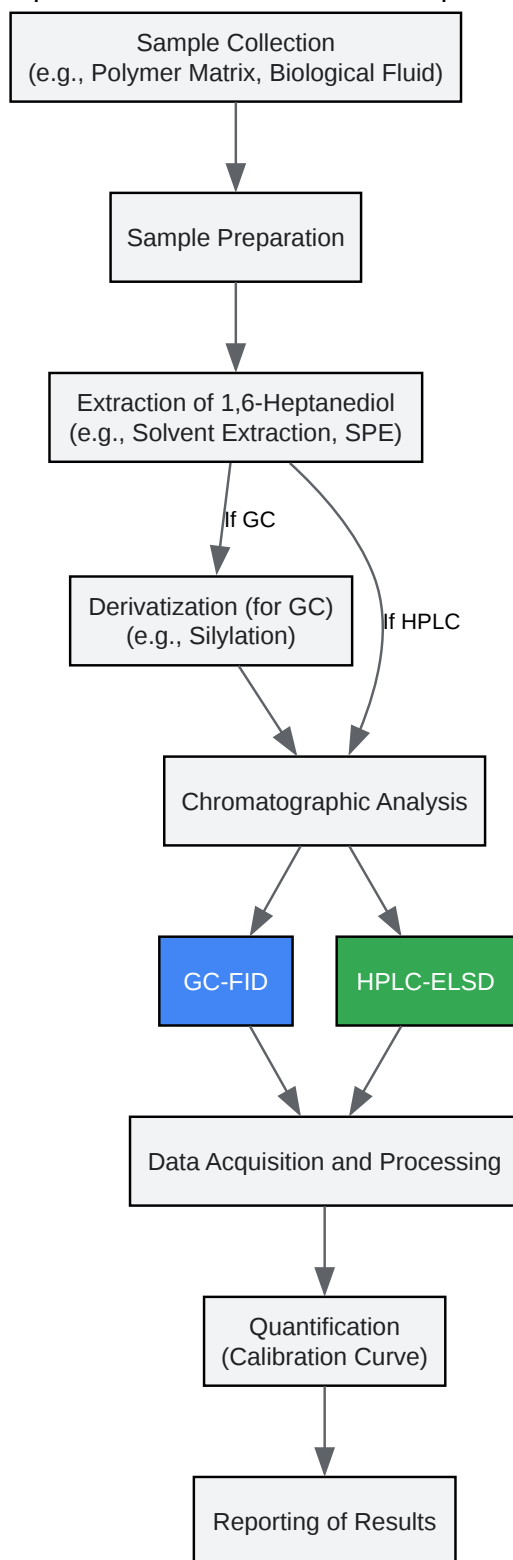 Sample Collection
(e.g., Polymer Matrix, Biological Fluid)
Sample Preparation
Extraction of 1,6-Heptanediol
(e.g., Solvent Extraction, SPE)
If GC
Derivatization (for GC)
(e.g., Silylation)
If HPLC
Chromatographic Analysis
GC-FID
HPLC-ELSD
Data Acquisition and Processing
Quantification
(Calibration Curve)
Reporting of Results